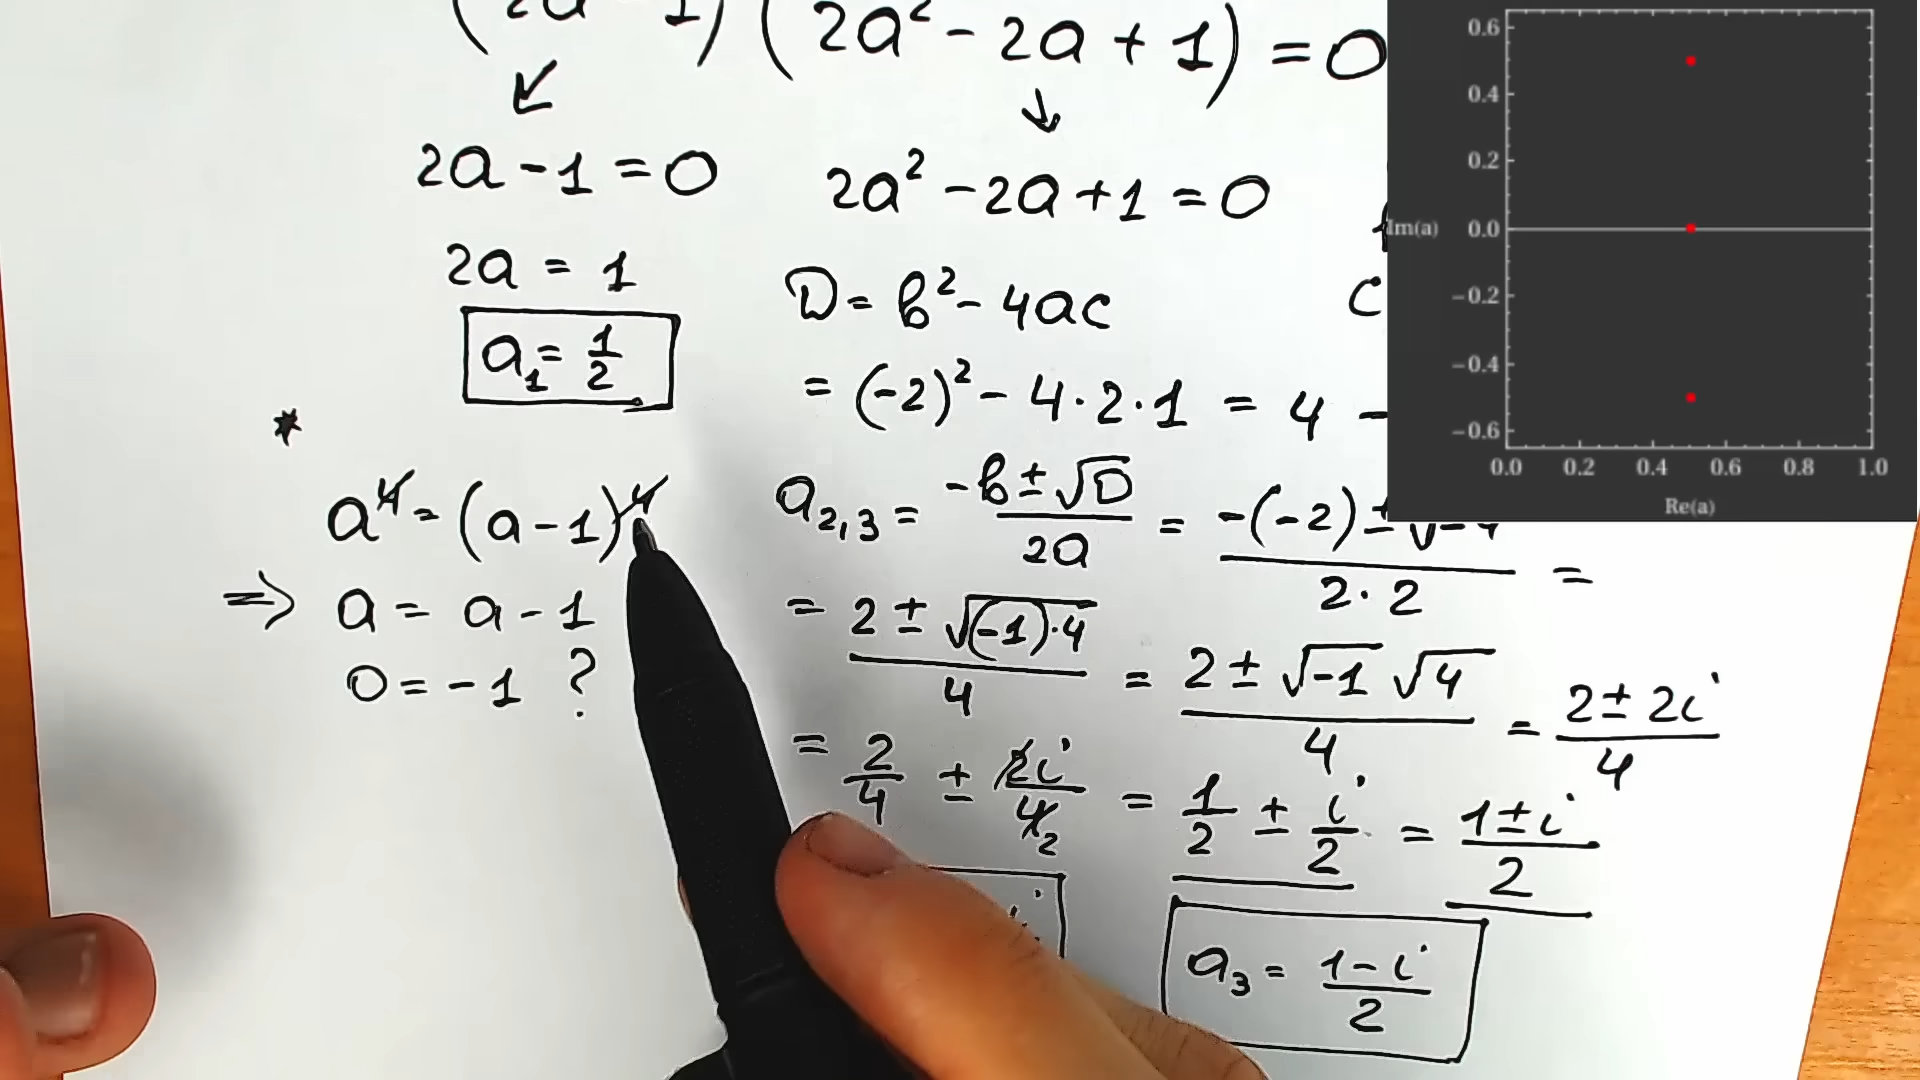 (2a - 1) (2a² - 2a + 1) = 0
↙ ↓
2a - 1 = 0
2a = 1
a₁ = 1/2
*
a⁴ = (a - 1)⁴
⇒ a = a - 1
0 = -1 ?
2a² - 2a + 1 = 0
D = b² - 4ac
= (-2)² - 4·2·1 = 4 -
a₂,₃ = (-b ± √D)/(2a) = (-(-2) ± √-4)/(2·2) =
= (2 ± √((-1)·4))/4 = (2 ± √-1 √4)/4 = (2 ± 2i)/4
= 2/4 ± 2i/4 2 = 1/2 ± i/2 = (1 ± i)/2
a₃ = (1 - i)/2
C
0.6
0.4
0.2
Im(a) 0.0
-0.2
-0.4
-0.6
0.0 0.2 0.4 0.6 0.8 1.0
Re(a)